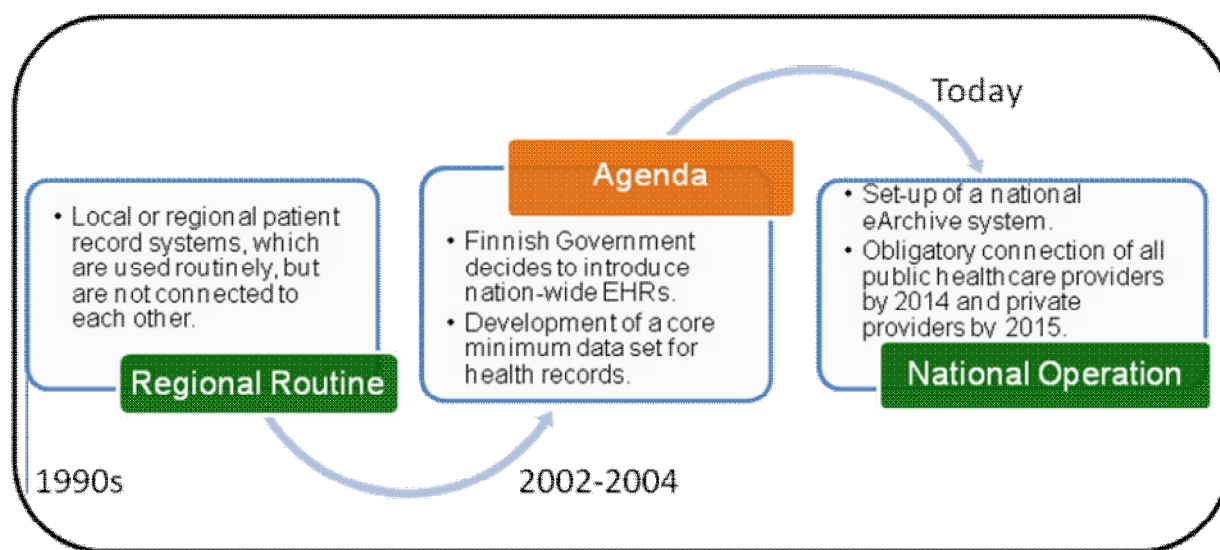 • Local or regional patient
record systems, which
are used routinely, but
are not connected to
each other.
Regional Routine
1990s
Agenda
• Finnish Government
decides to introduce
nation-wide EHRs.
• Development of a core
minimum data set for
health records.
2002-2004
Today
• Set-up of a national
eArchive system.
• Obligatory connection of all
public healthcare providers
by 2014 and private
providers by 2015.
National Operation